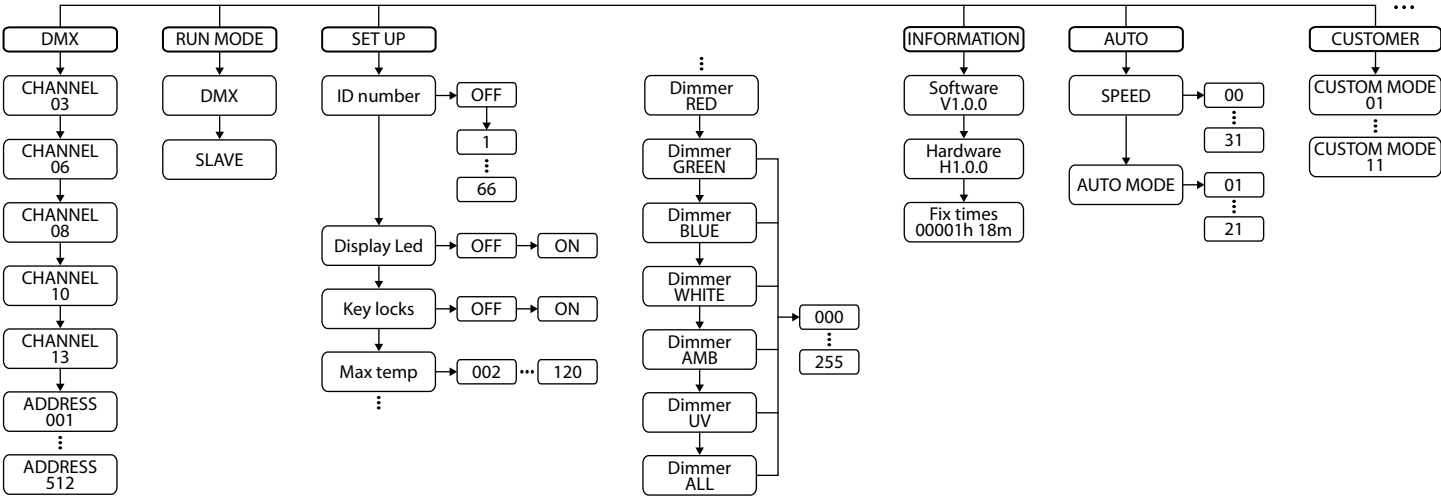 DMX
CHANNEL
03
CHANNEL
06
CHANNEL
08
CHANNEL
10
CHANNEL
13
ADDRESS
001
ADDRESS
512
RUN MODE
DMX
SLAVE
SET UP
ID number
OFF
1
66
Display Led
OFF
ON
Key locks
OFF
ON
Max temp
002
120
Dimmer
RED
Dimmer
GREEN
Dimmer
BLUE
Dimmer
WHITE
Dimmer
AMB
Dimmer
UV
Dimmer
ALL
000
255
INFORMATION
Software
V1.0.0
Hardware
H1.0.0
Fix times
00001h 18m
AUTO
SPEED
00
31
AUTO MODE
01
21
CUSTOMER
CUSTOM MODE
01
CUSTOM MODE
11